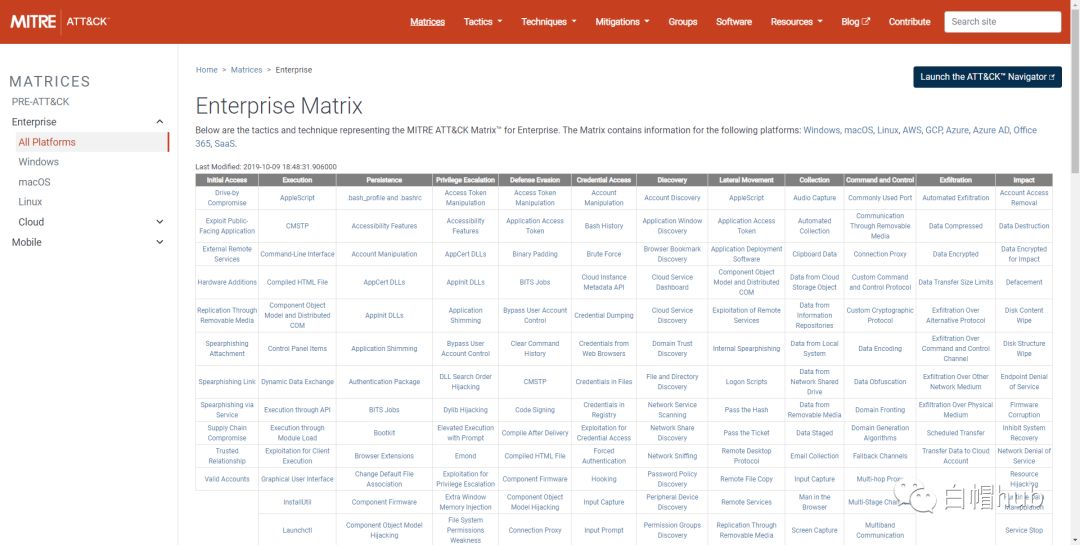 MITRE | ATT&CK™
Matrices Tactics Techniques Mitigations Groups Software Resources Blog Contribute Search site
MATRICES
PRE-ATT&CK
Enterprise
All Platforms
Windows
macOS
Linux
Cloud
Mobile
Home > Matrices > Enterprise
Launch the ATT&CK™ Navigator
Enterprise Matrix
Below are the tactics and technique representing the MITRE ATT&CK Matrix™ for Enterprise. The Matrix contains information for the following platforms: Windows, macOS, Linux, AWS, GCP, Azure, Azure AD, Office
365, SaaS.
Last Modified: 2019-10-09 18:48:31.906000
Initial Access Execution Persistence Privilege Escalation Defense Evasion Credential Access Discovery Lateral Movement Collection Command and Control Exfiltration Impact
Drive-by Compromise AppleScript .bash_profile and .bashrc Access Token Manipulation Access Token Manipulation Account Manipulation Account Discovery AppleScript Audio Capture Commonly Used Port Automated Exfiltration Account Access Removal
Exploit Public-Facing Application CMSTP Accessibility Features Accessibility Features Application Access Token Bash History Application Window Discovery Application Access Token Automated Collection Communication Through Removable Media Data Compressed Data Destruction
External Remote Services Command-Line Interface Account Manipulation AppCert DLLs Binary Padding Brute Force Browser Bookmark Discovery Application Deployment Software Clipboard Data Connection Proxy Data Encrypted Data Encrypted for Impact
Hardware Additions Compiled HTML File AppCert DLLs AppInit DLLs BITS Jobs Cloud Instance Metadata API Cloud Service Dashboard Component Object Model and Distributed COM Data from Cloud Storage Object Custom Command and Control Protocol Data Transfer Size Limits Defacement
Replication Through Removable Media Component Object Model and Distributed COM AppInit DLLs Application Shimming Bypass User Account Control Credential Dumping Cloud Service Discovery Exploitation of Remote Services Data from Information Repositories Custom Cryptographic Protocol Exfiltration Over Alternative Protocol Disk Content Wipe
Spearphishing Attachment Control Panel Items Application Shimming Bypass User Account Control Clear Command History Credentials from Web Browsers Domain Trust Discovery Internal Spearphishing Data from Local System Data Encoding Exfiltration Over Command and Control Channel Disk Structure Wipe
Spearphishing Link Dynamic Data Exchange Authentication Package DLL Search Order Hijacking CMSTP Credentials in Files File and Directory Discovery Logon Scripts Data from Network Shared Drive Data Obfuscation Exfiltration Over Other Network Medium Endpoint Denial of Service
Spearphishing via Service Execution through API BITS Jobs Dylib Hijacking Code Signing Credentials in Registry Network Service Scanning Pass the Hash Data from Removable Media Domain Fronting Exfiltration Over Physical Medium Firmware Corruption
Supply Chain Compromise Execution through Module Load Bootkit Elevated Execution with Prompt Compile After Delivery Exploitation for Credential Access Network Share Discovery Pass the Ticket Data Staged Domain Generation Algorithms Scheduled Transfer Inhibit System Recovery
Trusted Relationship Exploitation for Client Execution Browser Extensions Emond Compiled HTML File Forced Authentication Network Sniffing Remote Desktop Protocol Email Collection Fallback Channels Transfer Data to Cloud Account Network Denial of Service
Valid Accounts Graphical User Interface Change Default File Association Exploitation for Privilege Escalation Component Firmware Hooking Password Policy Discovery Remote File Copy Input Capture Multi-hop Resource Hijacking
InstallUtil Component Firmware Extra Window Memory Injection Component Object Model Hijacking Input Capture Peripheral Device Discovery Remote Services Man in the Browser Multi-Stage
Launchctl Component Object Model Hijacking File System Permissions Weakness Connection Proxy Input Prompt Permission Groups Discovery Replication Through Removable Media Screen Capture Multiband Communication Service Stop
白帽hub